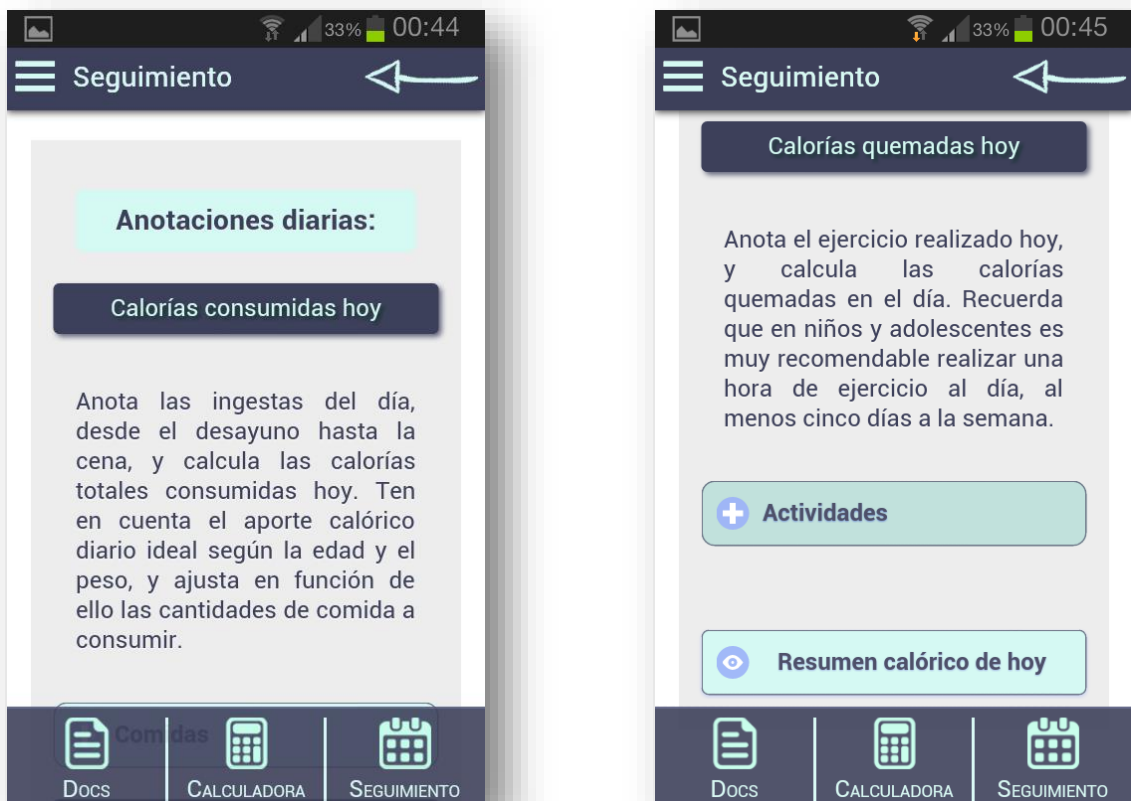 33% 00:44
Seguimiento
Anotaciones diarias:
Calorías consumidas hoy
Anota las ingestas del día,
desde el desayuno hasta la
cena, y calcula las calorías
totales consumidas hoy. Ten
en cuenta el aporte calórico
diario ideal según la edad y el
peso, y ajusta en función de
ello las cantidades de comida a
consumir.
Comidas
Docs Calculadora Seguimiento
33% 00:45
Seguimiento
Calorías quemadas hoy
Anota el ejercicio realizado hoy,
y calcula las calorías
quemadas en el día. Recuerda
que en niños y adolescentes es
muy recomendable realizar una
hora de ejercicio al día, al
menos cinco días a la semana.
Actividades
Resumen calórico de hoy
Docs Calculadora Seguimiento